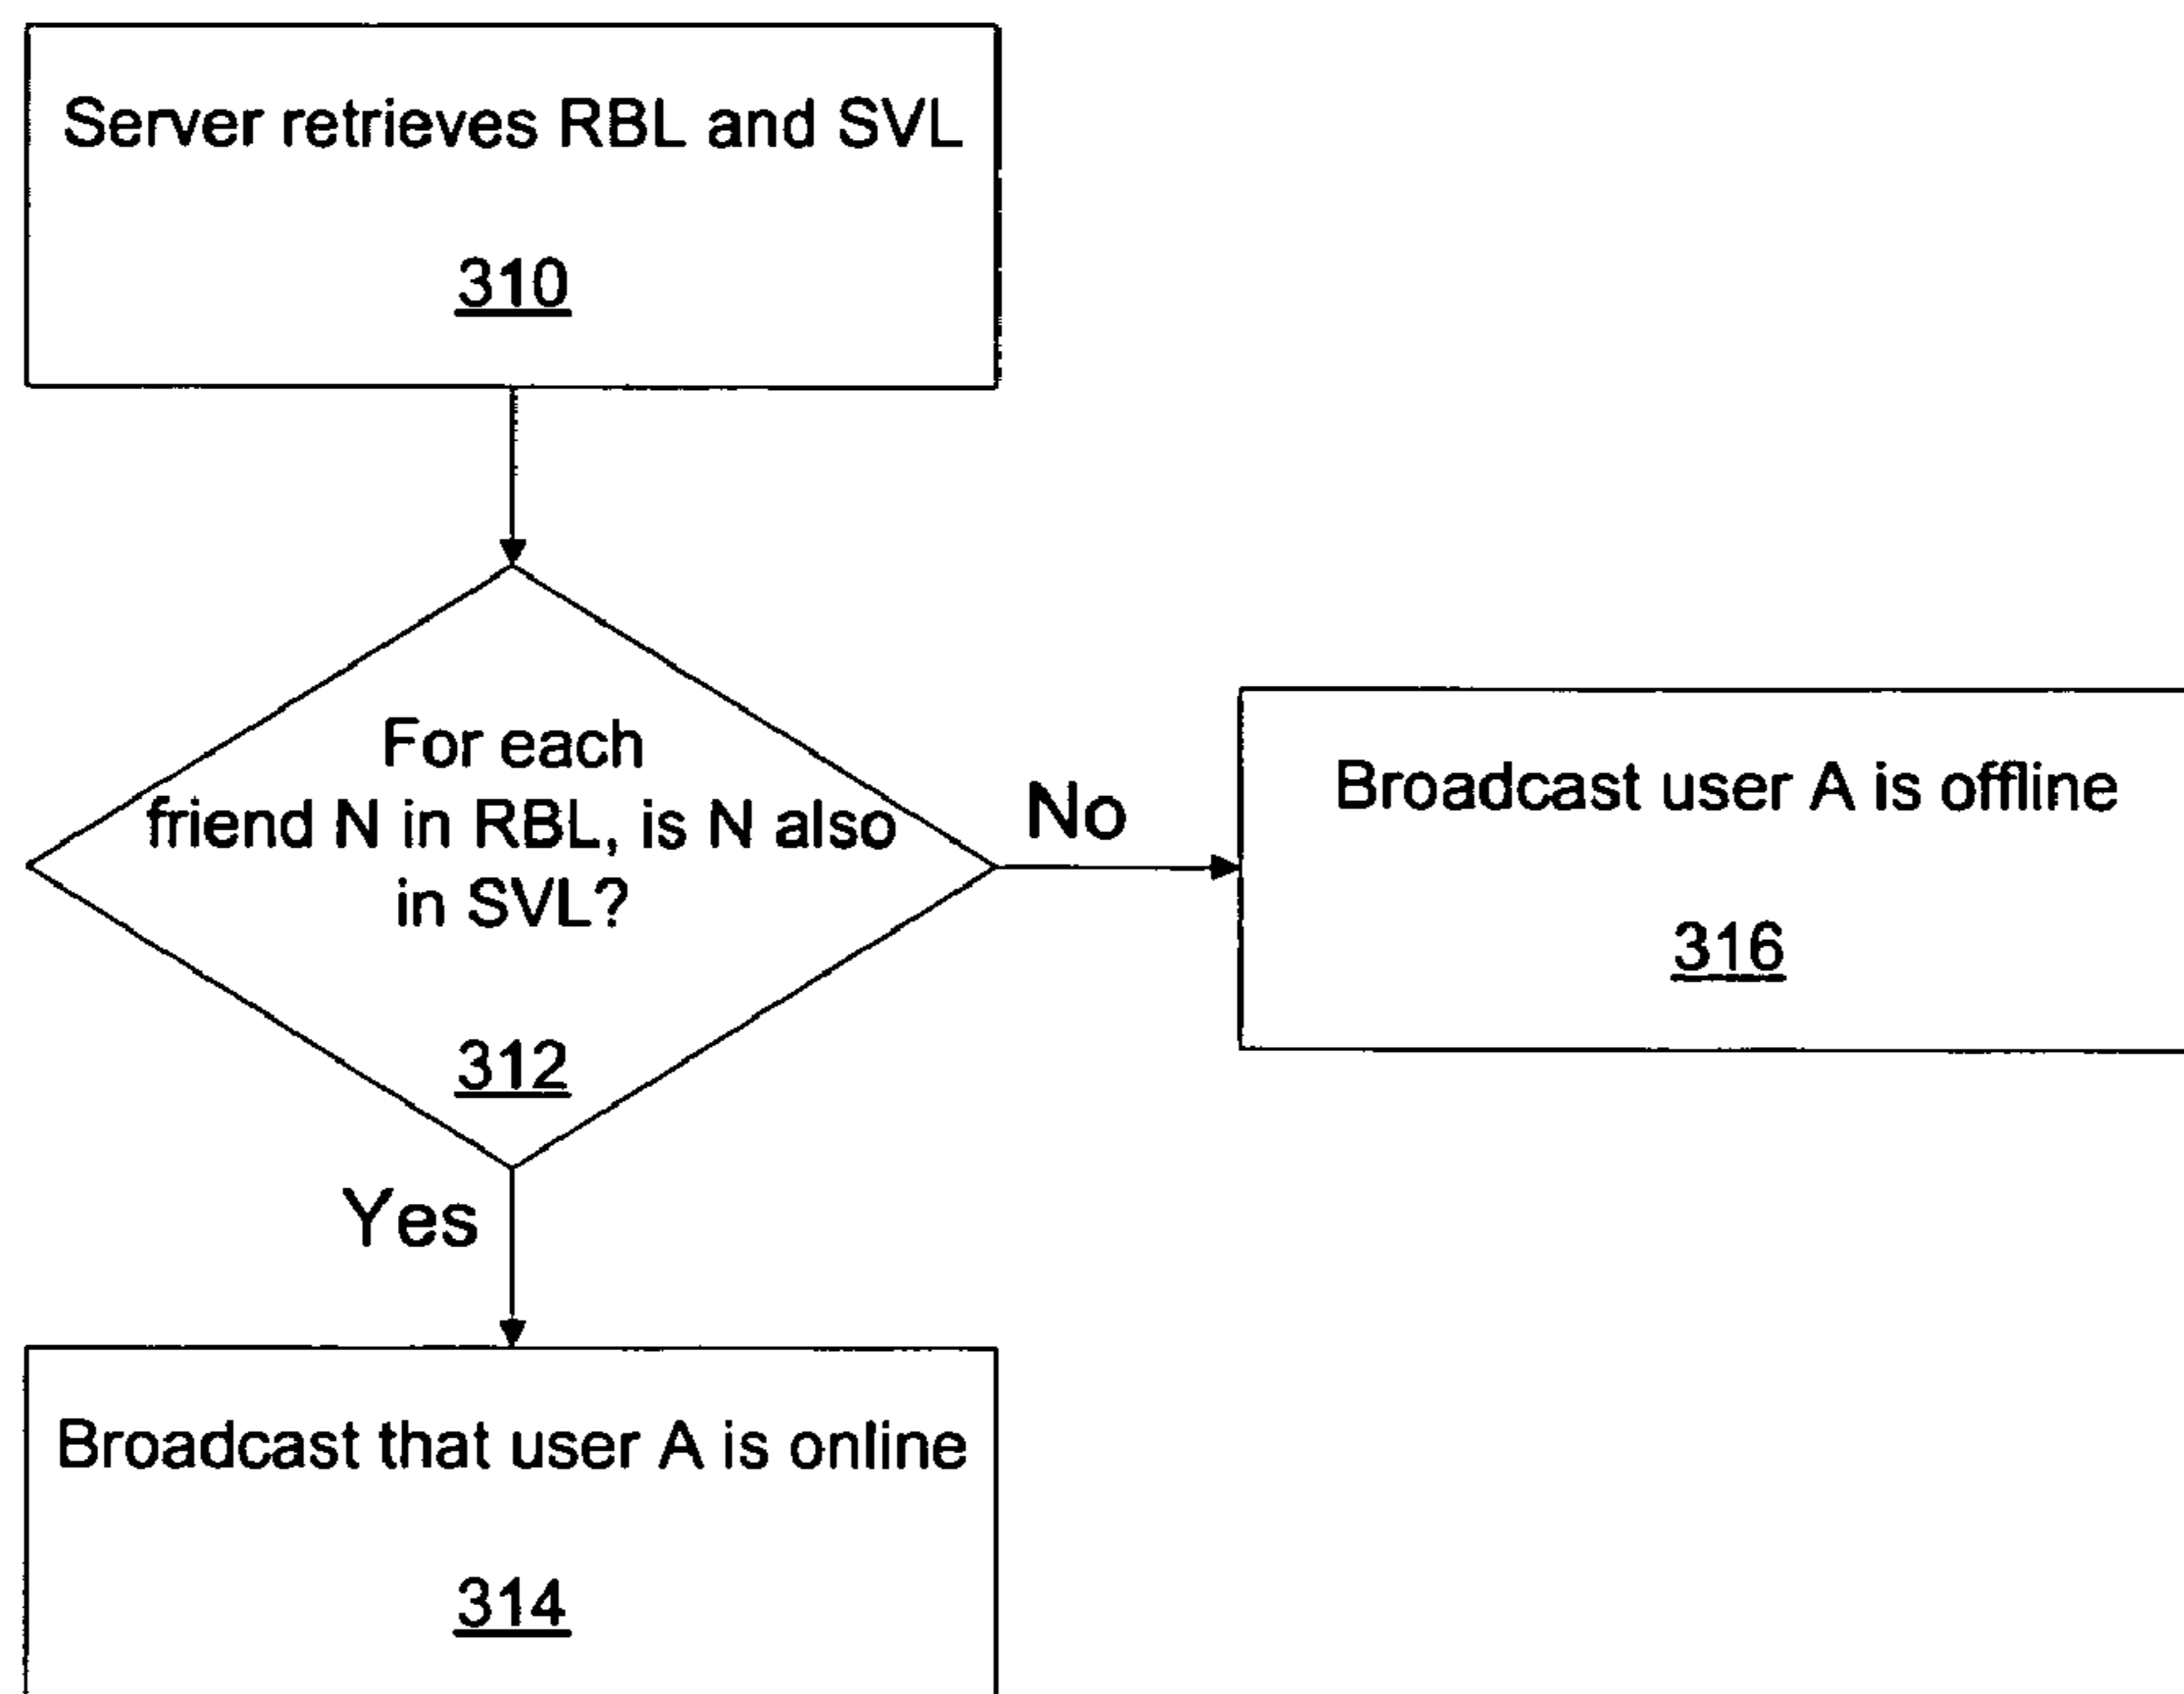 Server retrieves RBL and SVL
310
For each
friend N in RBL, is N also
in SVL?
312
No
Broadcast user A is offline
316
Yes
Broadcast that user A is online
314